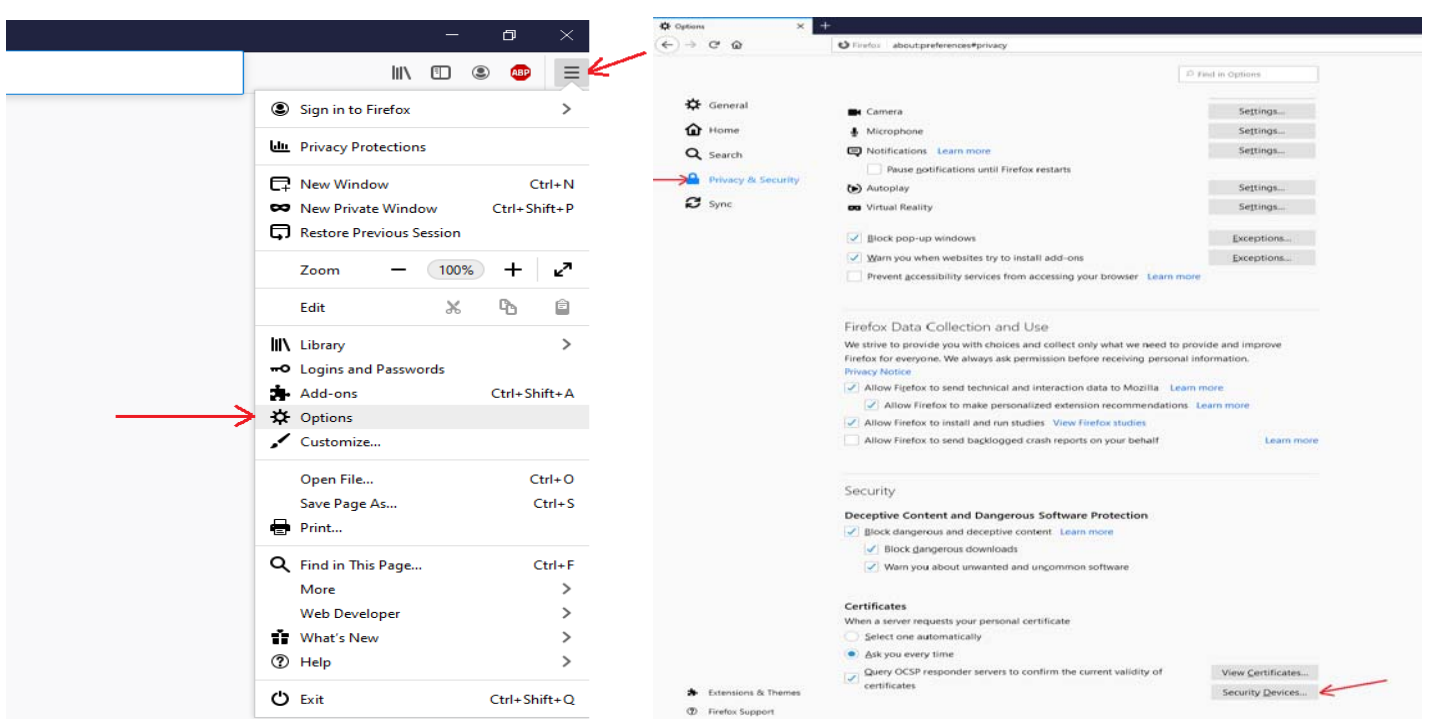 ABP
Sign in to Firefox
Privacy Protections
New Window Ctrl+N
New Private Window Ctrl+Shift+P
Restore Previous Session
Zoom 100%
Edit
Library
Logins and Passwords
Add-ons Ctrl+Shift+A
Options
Customize...
Open File... Ctrl+O
Save Page As... Ctrl+S
Print...
Find in This Page... Ctrl+F
More
Web Developer
What's New
Help
Exit Ctrl+Shift+Q
Options
Firefox about:preferences#privacy
Find in Options
General
Home
Search
Privacy & Security
Sync
Extensions & Themes
Firefox Support
Camera Settings...
Microphone Settings...
Notifications Learn more Settings...
Pause notifications until Firefox restarts
Autoplay Settings...
Virtual Reality Settings...
Block pop-up windows Exceptions...
Warn you when websites try to install add-ons Exceptions...
Prevent accessibility services from accessing your browser Learn more
Firefox Data Collection and Use
We strive to provide you with choices and collect only what we need to provide and improve
Firefox for everyone. We always ask permission before receiving personal information.
Privacy Notice
Allow Firefox to send technical and interaction data to Mozilla Learn more
Allow Firefox to make personalized extension recommendations Learn more
Allow Firefox to install and run studies View Firefox studies
Allow Firefox to send backlogged crash reports on your behalf Learn more
Security
Deceptive Content and Dangerous Software Protection
Block dangerous and deceptive content Learn more
Block dangerous downloads
Warn you about unwanted and uncommon software
Certificates
When a server requests your personal certificate
Select one automatically
Ask you every time
Query OCSP responder servers to confirm the current validity of
certificates
View Certificates...
Security Devices...